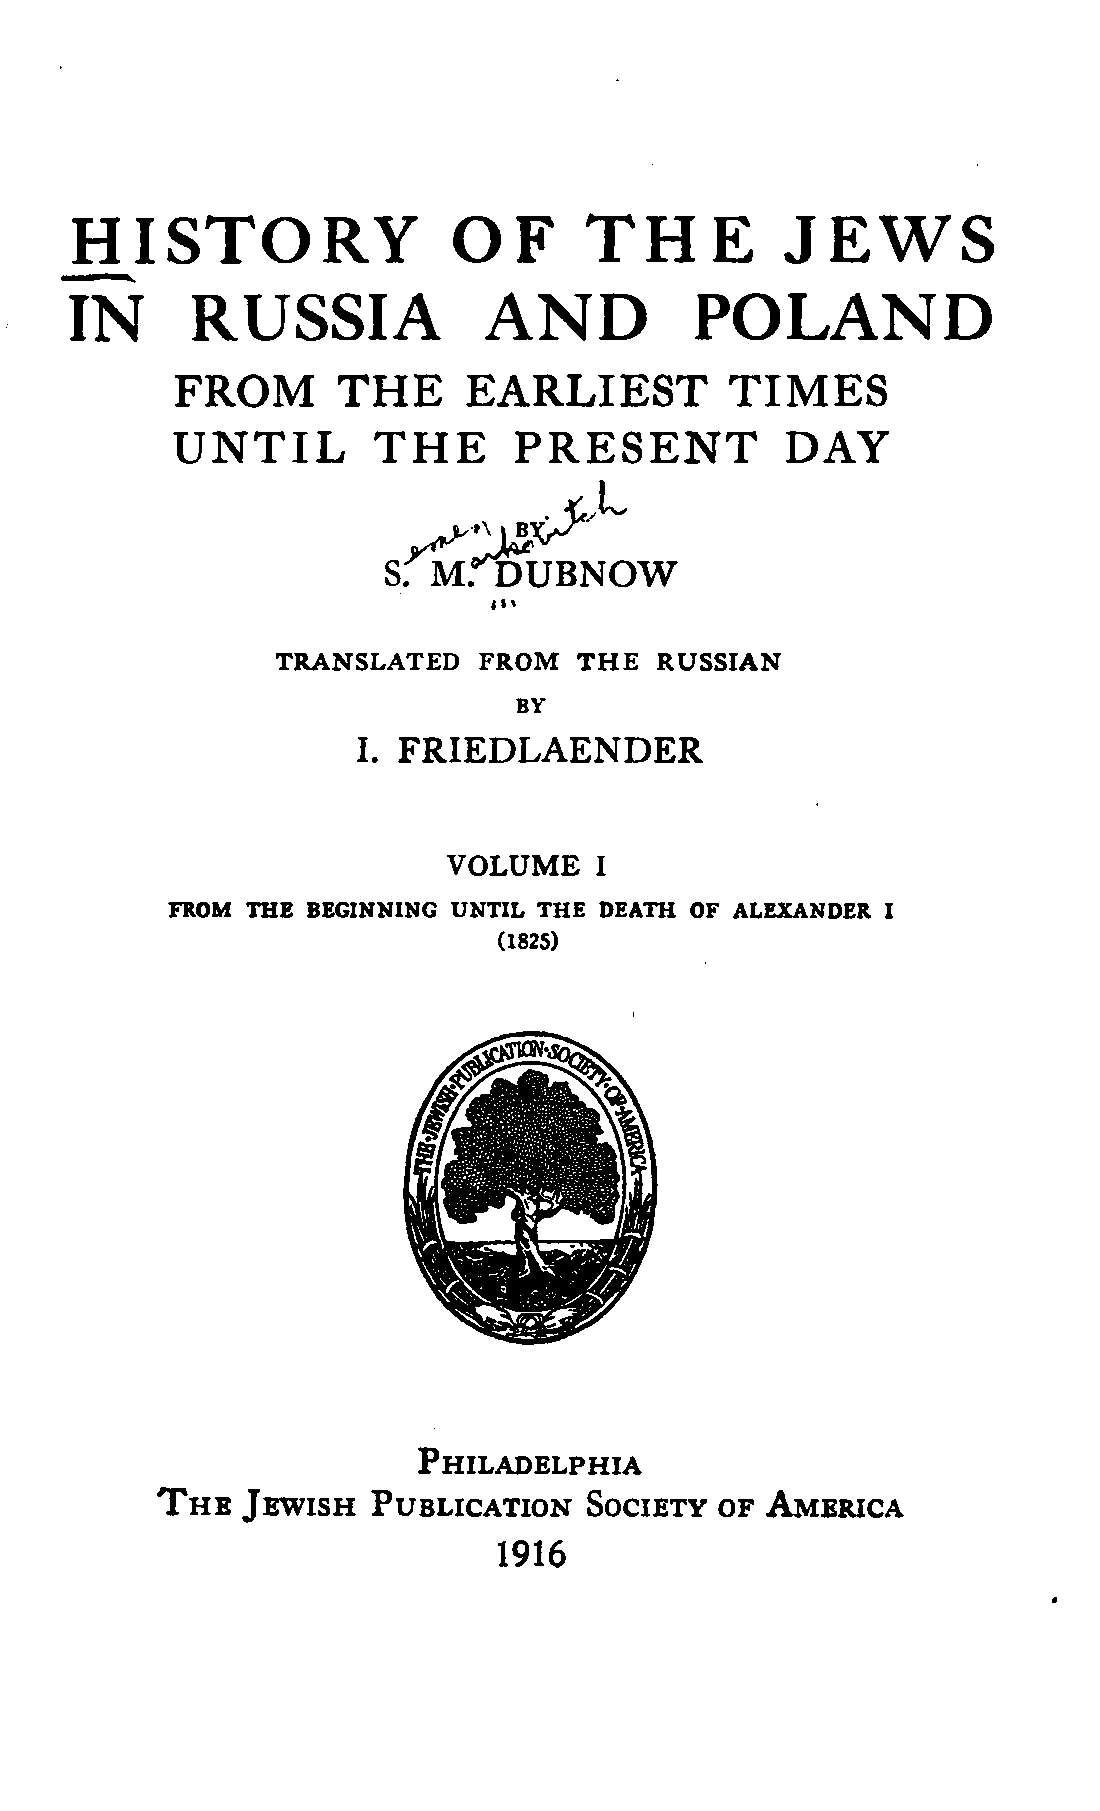 HISTORY OF THE JEWS
IN RUSSIA AND POLAND
FROM THE EARLIEST TIMES
UNTIL THE PRESENT DAY
BY
S. M. DUBNOW
emen arkovitch
TRANSLATED FROM THE RUSSIAN
BY
I. FRIEDLAENDER
VOLUME I
FROM THE BEGINNING UNTIL THE DEATH OF ALEXANDER I
(1825)
THE·JEWISH·PUBLICATION·SOCIETY·OF·AMERICA
PHILADELPHIA
THE JEWISH PUBLICATION SOCIETY OF AMERICA
1916